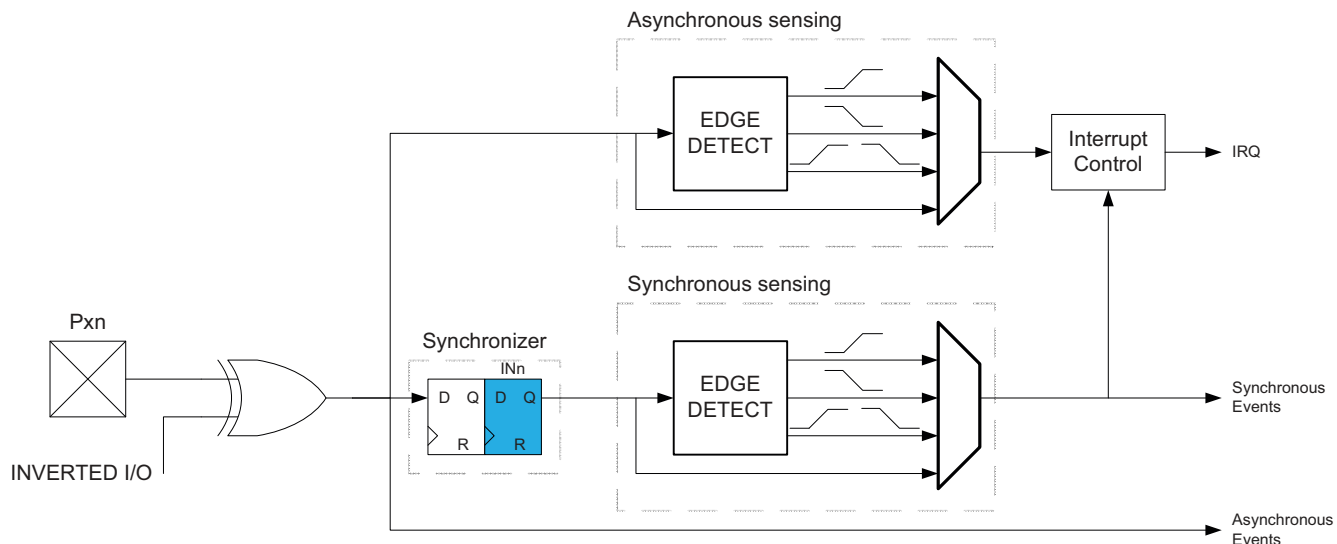 Asynchronous sensing
EDGE
DETECT
Interrupt
Control
IRQ
Synchronous sensing
Pxn
Synchronizer
INn
D Q D Q
R R
EDGE
DETECT
Synchronous
Events
INVERTED I/O
Asynchronous
Events